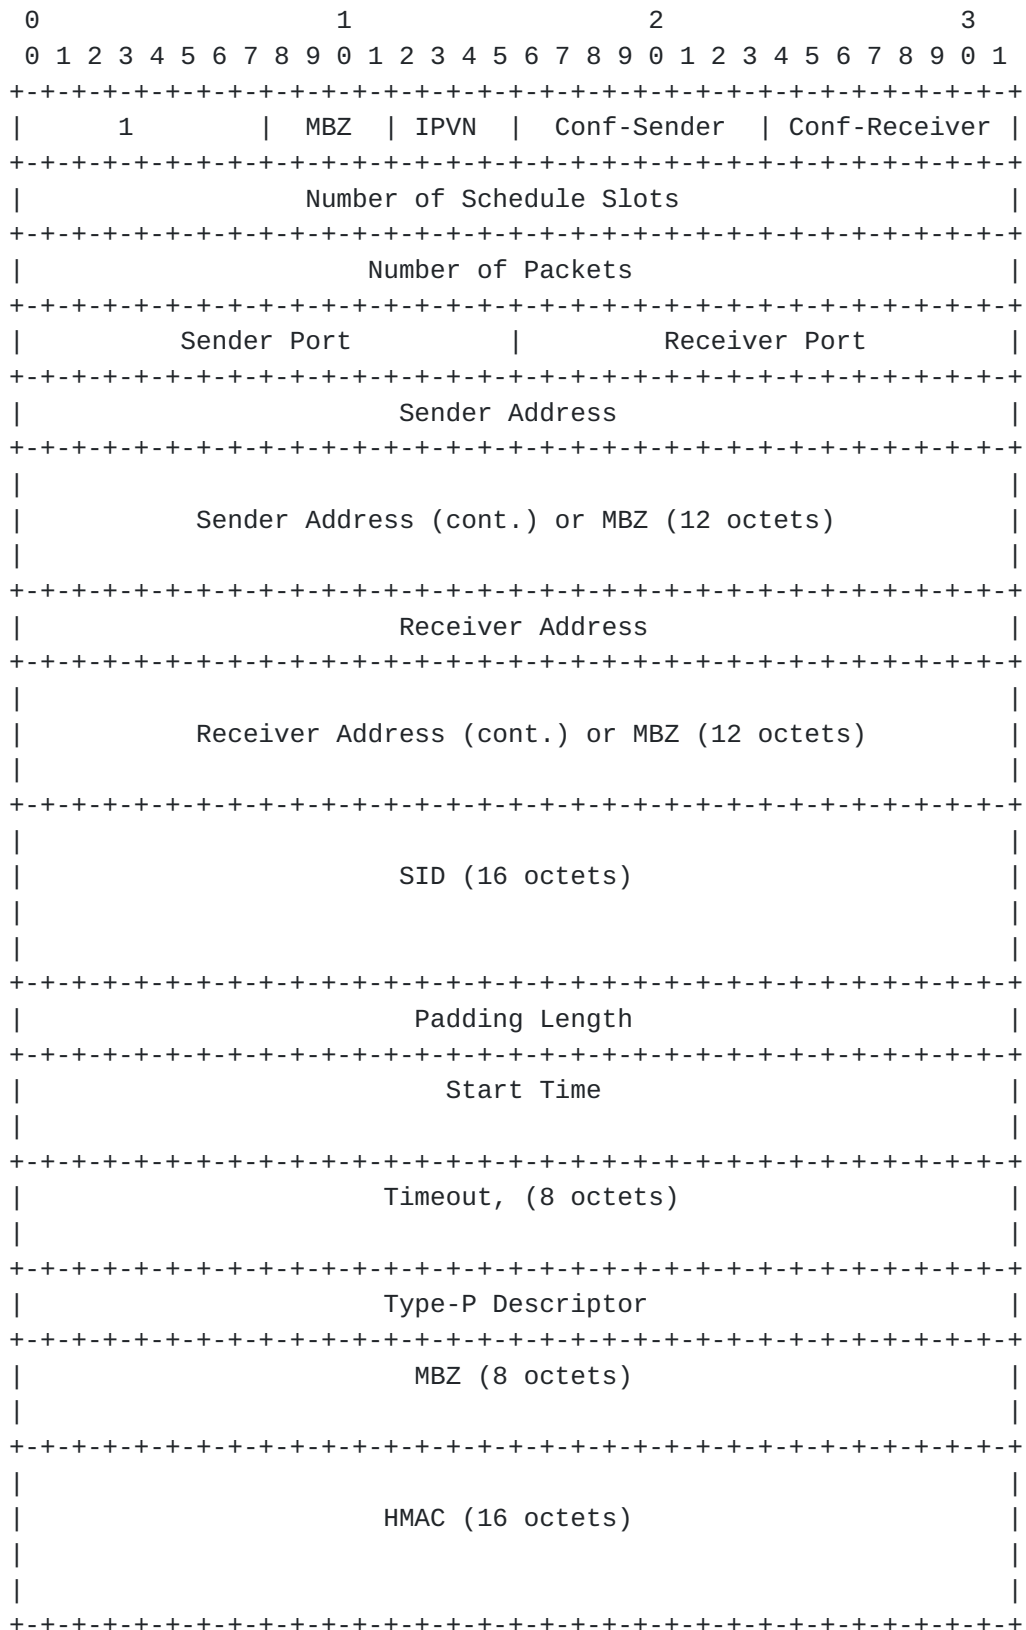 0                   1                   2                   3
 0 1 2 3 4 5 6 7 8 9 0 1 2 3 4 5 6 7 8 9 0 1 2 3 4 5 6 7 8 9 0 1
+-+-+-+-+-+-+-+-+-+-+-+-+-+-+-+-+-+-+-+-+-+-+-+-+-+-+-+-+-+-+-+-+
|      1        |  MBZ  | IPVN  |  Conf-Sender  | Conf-Receiver |
+-+-+-+-+-+-+-+-+-+-+-+-+-+-+-+-+-+-+-+-+-+-+-+-+-+-+-+-+-+-+-+-+
|                  Number of Schedule Slots                     |
+-+-+-+-+-+-+-+-+-+-+-+-+-+-+-+-+-+-+-+-+-+-+-+-+-+-+-+-+-+-+-+-+
|                      Number of Packets                        |
+-+-+-+-+-+-+-+-+-+-+-+-+-+-+-+-+-+-+-+-+-+-+-+-+-+-+-+-+-+-+-+-+
|          Sender Port          |         Receiver Port         |
+-+-+-+-+-+-+-+-+-+-+-+-+-+-+-+-+-+-+-+-+-+-+-+-+-+-+-+-+-+-+-+-+
|                        Sender Address                         |
+-+-+-+-+-+-+-+-+-+-+-+-+-+-+-+-+-+-+-+-+-+-+-+-+-+-+-+-+-+-+-+-+
|                                                               |
|           Sender Address (cont.) or MBZ (12 octets)           |
|                                                               |
+-+-+-+-+-+-+-+-+-+-+-+-+-+-+-+-+-+-+-+-+-+-+-+-+-+-+-+-+-+-+-+-+
|                        Receiver Address                       |
+-+-+-+-+-+-+-+-+-+-+-+-+-+-+-+-+-+-+-+-+-+-+-+-+-+-+-+-+-+-+-+-+
|                                                               |
|           Receiver Address (cont.) or MBZ (12 octets)         |
|                                                               |
+-+-+-+-+-+-+-+-+-+-+-+-+-+-+-+-+-+-+-+-+-+-+-+-+-+-+-+-+-+-+-+-+
|                                                               |
|                        SID (16 octets)                        |
|                                                               |
|                                                               |
+-+-+-+-+-+-+-+-+-+-+-+-+-+-+-+-+-+-+-+-+-+-+-+-+-+-+-+-+-+-+-+-+
|                         Padding Length                        |
+-+-+-+-+-+-+-+-+-+-+-+-+-+-+-+-+-+-+-+-+-+-+-+-+-+-+-+-+-+-+-+-+
|                           Start Time                          |
|                                                               |
+-+-+-+-+-+-+-+-+-+-+-+-+-+-+-+-+-+-+-+-+-+-+-+-+-+-+-+-+-+-+-+-+
|                       Timeout, (8 octets)                     |
|                                                               |
+-+-+-+-+-+-+-+-+-+-+-+-+-+-+-+-+-+-+-+-+-+-+-+-+-+-+-+-+-+-+-+-+
|                       Type-P Descriptor                       |
+-+-+-+-+-+-+-+-+-+-+-+-+-+-+-+-+-+-+-+-+-+-+-+-+-+-+-+-+-+-+-+-+
|                         MBZ (8 octets)                        |
|                                                               |
+-+-+-+-+-+-+-+-+-+-+-+-+-+-+-+-+-+-+-+-+-+-+-+-+-+-+-+-+-+-+-+-+
|                                                               |
|                       HMAC (16 octets)                        |
|                                                               |
|                                                               |
+-+-+-+-+-+-+-+-+-+-+-+-+-+-+-+-+-+-+-+-+-+-+-+-+-+-+-+-+-+-+-+-+